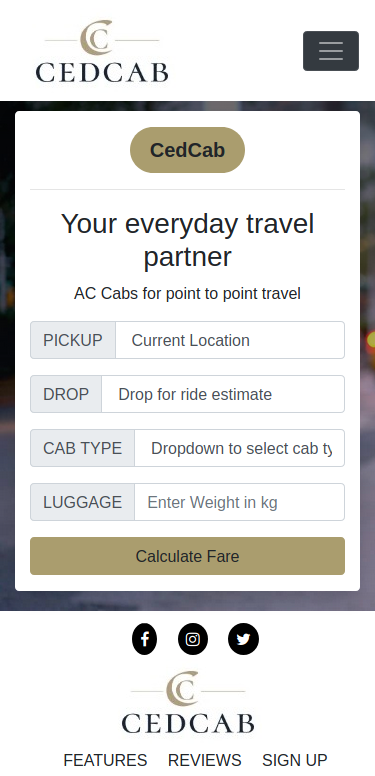 CEDCAB
CedCab
Your everyday travel
partner
AC Cabs for point to point travel
PICKUP Current Location
DROP Drop for ride estimate
CAB TYPE Dropdown to select cab ty
LUGGAGE Enter Weight in kg
Calculate Fare
CEDCAB
FEATURES REVIEWS SIGN UP